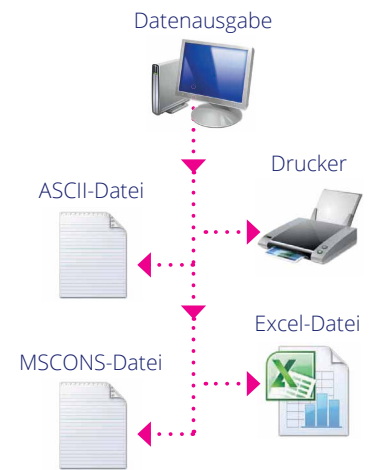 Datenausgabe
Drucker
ASCII-Datei
Excel-Datei
MSCONS-Datei